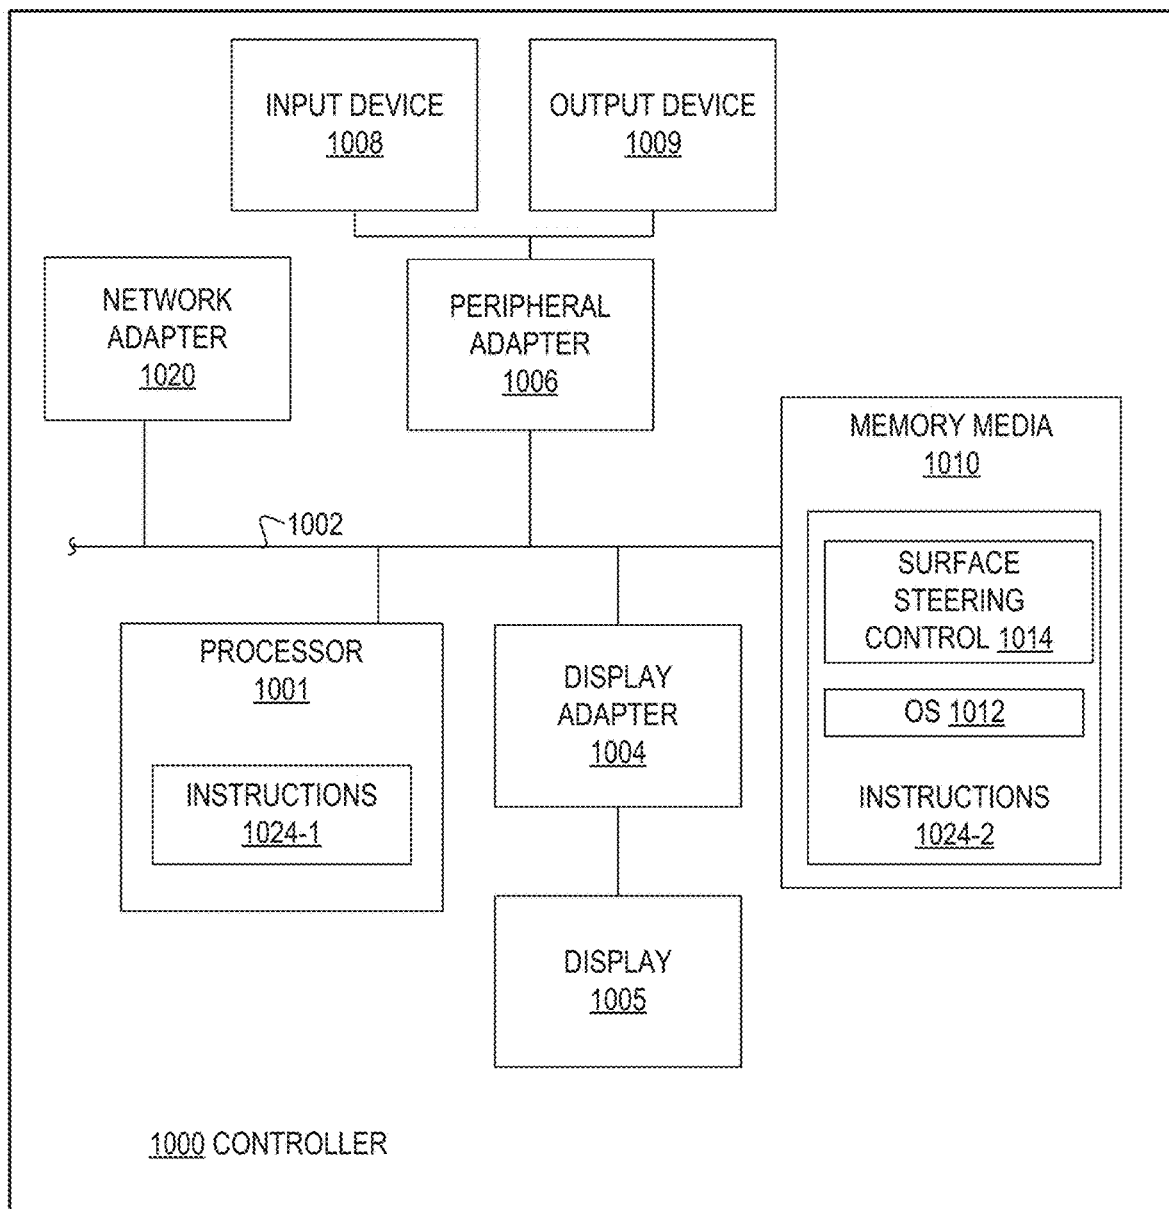 INPUT DEVICE
1008
OUTPUT DEVICE
1009
NETWORK
ADAPTER
1020
PERIPHERAL
ADAPTER
1006
MEMORY MEDIA
1010
1002
SURFACE
STEERING
CONTROL 1014
OS 1012
INSTRUCTIONS
1024-2
PROCESSOR
1001
INSTRUCTIONS
1024-1
DISPLAY
ADAPTER
1004
DISPLAY
1005
1000 CONTROLLER